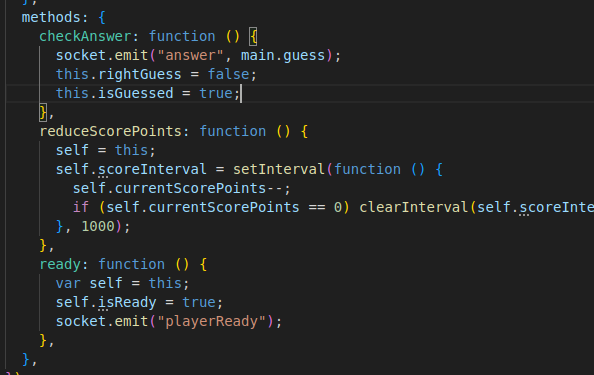 },
methods: {
checkAnswer: function () {
socket.emit("answer", main.guess);
this.rightGuess = false;
this.isGuessed = true;
},
reduceScorePoints: function () {
self = this;
self.scoreInterval = setInterval(function () {
self.currentScorePoints--;
if (self.currentScorePoints == 0) clearInterval(self.scoreInte
}, 1000);
},
ready: function () {
var self = this;
self.isReady = true;
socket.emit("playerReady");
},
},
})